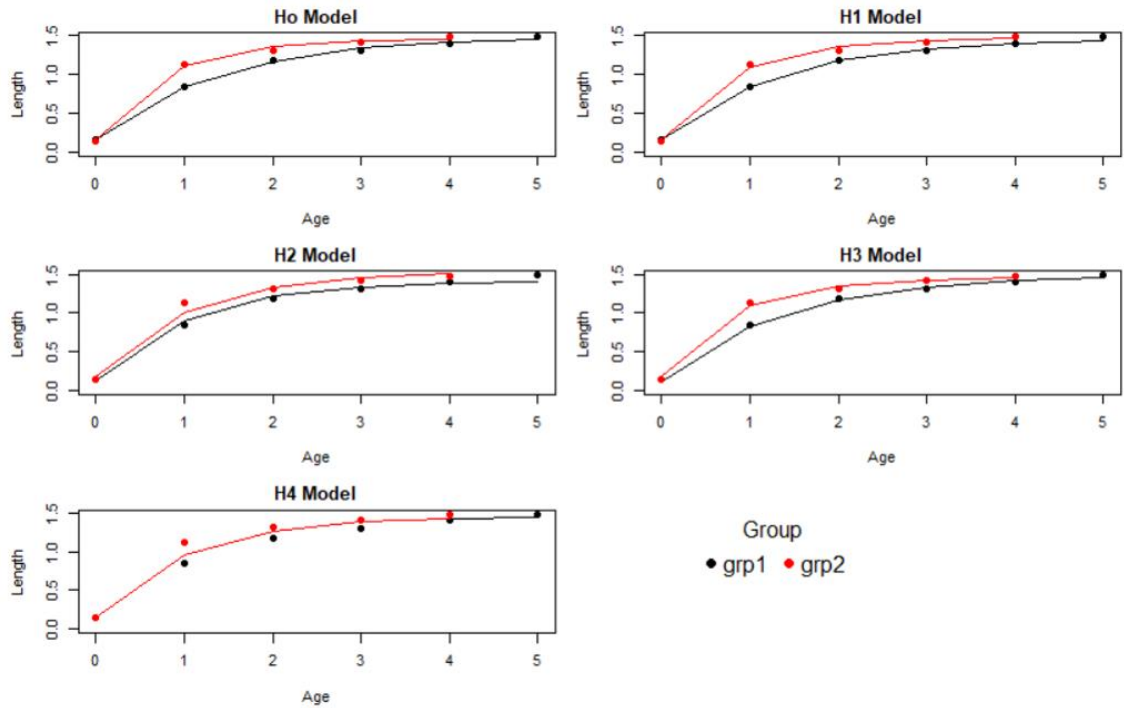 Ho Model
Length
0.0 0.5 1.0 1.5
0 1 2 3 4 5
Age
H1 Model
Length
0.0 0.5 1.0 1.5
0 1 2 3 4 5
Age
H2 Model
Length
0.0 0.5 1.0 1.5
0 1 2 3 4 5
Age
H3 Model
Length
0.0 0.5 1.0 1.5
0 1 2 3 4 5
Age
H4 Model
Length
0.0 0.5 1.0 1.5
0 1 2 3 4 5
Age
Group
grp1 grp2